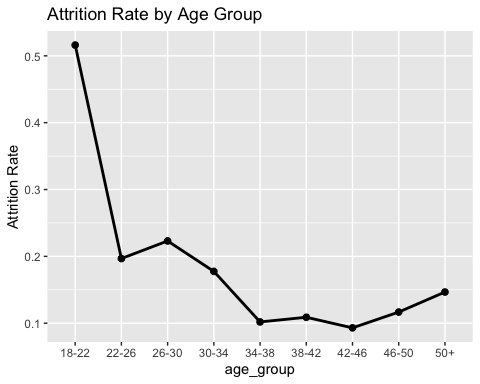 Attrition Rate by Age Group
Attrition Rate
0.5
0.4
0.3
0.2
0.1
18-22 22-26 26-30 30-34 34-38 38-42 42-46 46-50 50+
age_group